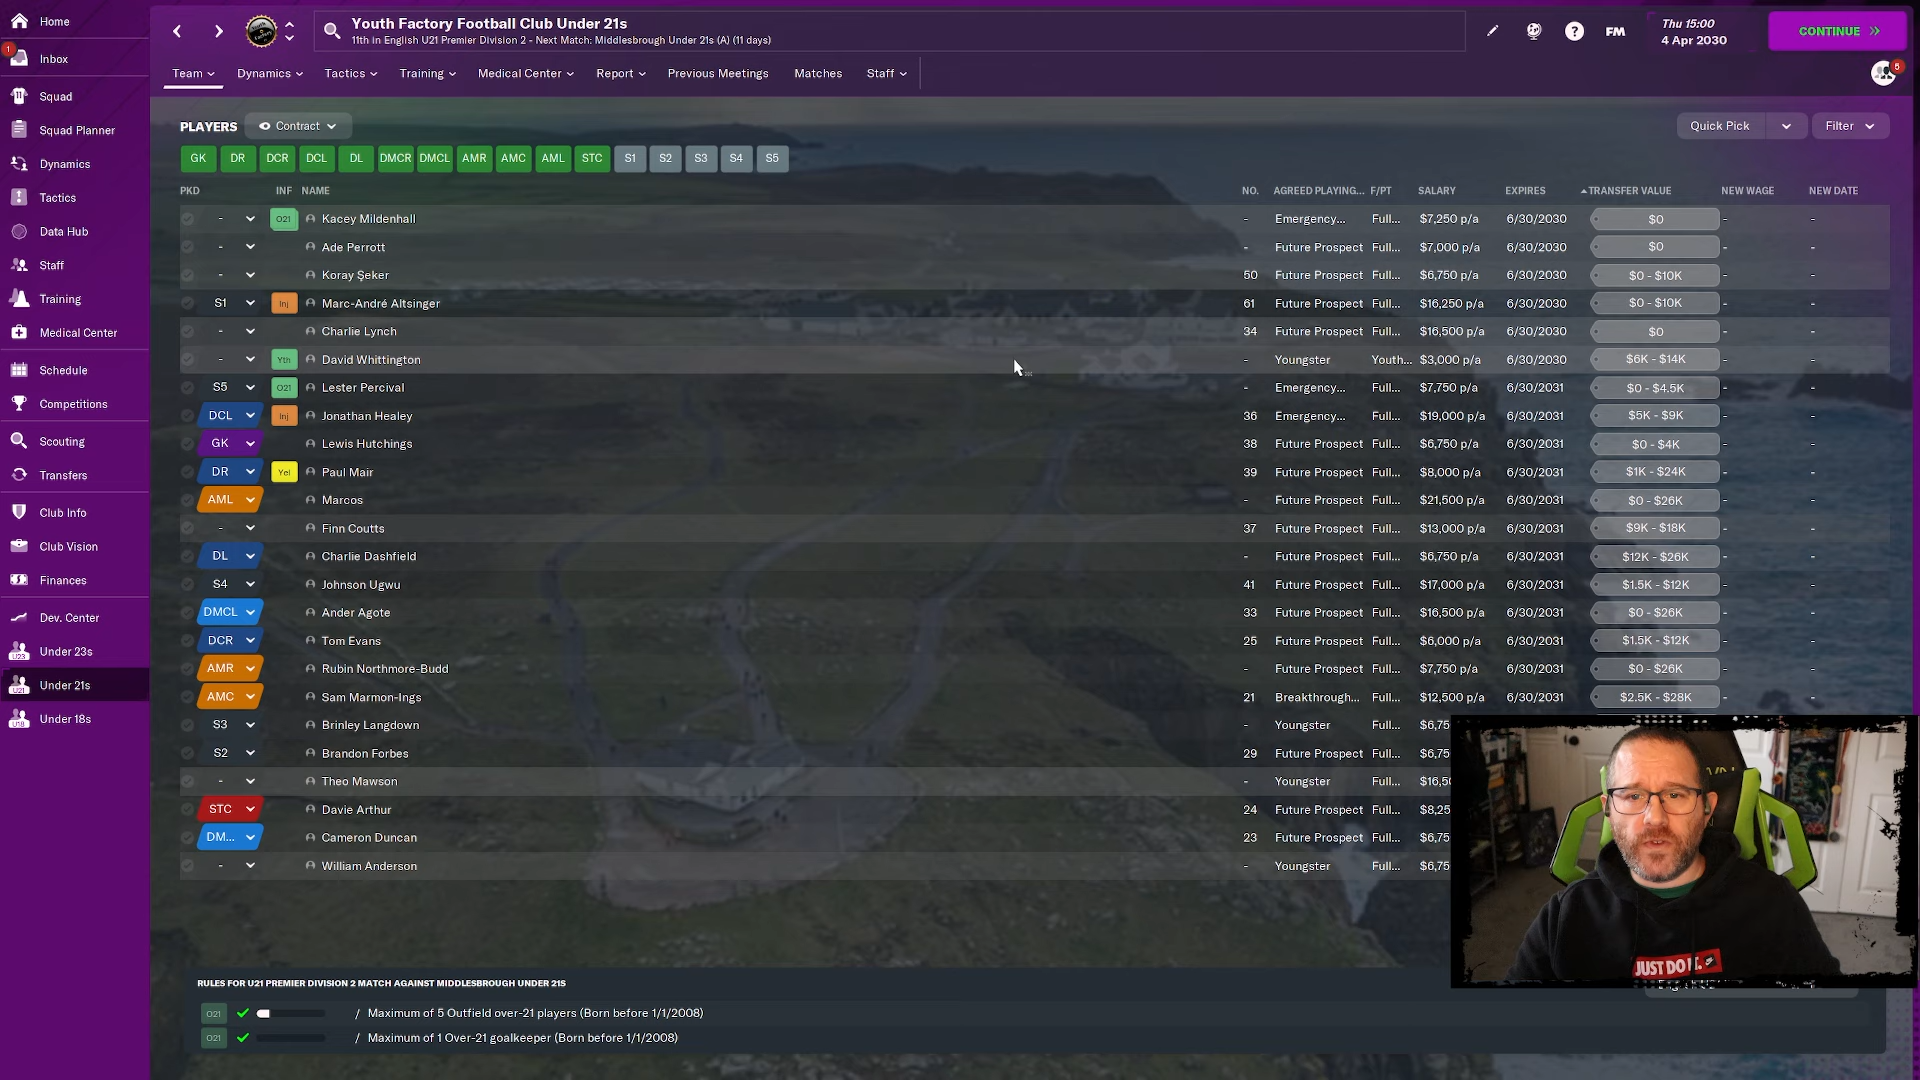 Home
1
Inbox
Squad
Squad Planner
Dynamics
Tactics
Data Hub
Staff
Training
Medical Center
Schedule
Competitions
Scouting
Transfers
Club Info
Club Vision
Finances
Dev. Center
Under 23s
Under 21s
Under 18s
Youth Factory Football Club Under 21s
11th in English U21 Premier Division 2 - Next Match: Middlesbrough Under 21s (A) (11 days)
FM
Thu 15:00
4 Apr 2030
CONTINUE
Team Dynamics Tactics Training Medical Center Report Previous Meetings Matches Staff
5
PLAYERS Contract Quick Pick Filter
GK DR DCR DCL DL DMCR DMCL AMR AMC AML STC S1 S2 S3 S4 S5
PKD INF NAME NO. AGREED PLAYING... F/PT SALARY EXPIRES TRANSFER VALUE NEW WAGE NEW DATE
- O21 Kacey Mildenhall - Emergency... Full... $7,250 p/a 6/30/2030 $0 - -
- Ade Perrott - Future Prospect Full... $7,000 p/a 6/30/2030 $0 - -
- Koray Şeker 50 Future Prospect Full... $6,750 p/a 6/30/2030 $0 - $10K - -
S1 Inj Marc-André Altsinger 61 Future Prospect Full... $16,250 p/a 6/30/2030 $0 - $10K - -
- Charlie Lynch 34 Future Prospect Full... $16,500 p/a 6/30/2030 $0 - -
- Yth David Whittington - Youngster Youth... $3,000 p/a 6/30/2030 $6K - $14K - -
S5 O21 Lester Percival - Emergency... Full... $7,750 p/a 6/30/2031 $0 - $4.5K - -
DCL Inj Jonathan Healey 36 Emergency... Full... $19,000 p/a 6/30/2031 $5K - $9K - -
GK Lewis Hutchings 38 Future Prospect Full... $6,750 p/a 6/30/2031 $0 - $4K - -
DR Yel Paul Mair 39 Future Prospect Full... $8,000 p/a 6/30/2031 $1K - $24K - -
AML Marcos - Future Prospect Full... $21,500 p/a 6/30/2031 $0 - $26K - -
- Finn Coutts 37 Future Prospect Full... $13,000 p/a 6/30/2031 $9K - $18K - -
DL Charlie Dashfield - Future Prospect Full... $6,750 p/a 6/30/2031 $12K - $26K - -
S4 Johnson Ugwu 41 Future Prospect Full... $17,000 p/a 6/30/2031 $1.5K - $12K - -
DMCL Ander Agote 33 Future Prospect Full... $16,500 p/a 6/30/2031 $0 - $26K - -
DCR Tom Evans 25 Future Prospect Full... $6,000 p/a 6/30/2031 $1.5K - $12K - -
AMR Rubin Northmore-Budd - Future Prospect Full... $7,750 p/a 6/30/2031 $0 - $26K - -
AMC Sam Marmon-Ings 21 Breakthrough... Full... $12,500 p/a 6/30/2031 $2.5K - $28K - -
S3 Brinley Langdown - Youngster Full... $6,75
S2 Brandon Forbes 29 Future Prospect Full... $6,75
- Theo Mawson - Youngster Full... $16,50
STC Davie Arthur 24 Future Prospect Full... $8,25
DM... Cameron Duncan 23 Future Prospect Full... $6,75
- William Anderson - Youngster Full... $6,75
JUST DO IT.
RULES FOR U21 PREMIER DIVISION 2 MATCH AGAINST MIDDLESBROUGH UNDER 21S
O21 / Maximum of 5 Outfield over-21 players (Born before 1/1/2008)
O21 / Maximum of 1 Over-21 goalkeeper (Born before 1/1/2008)